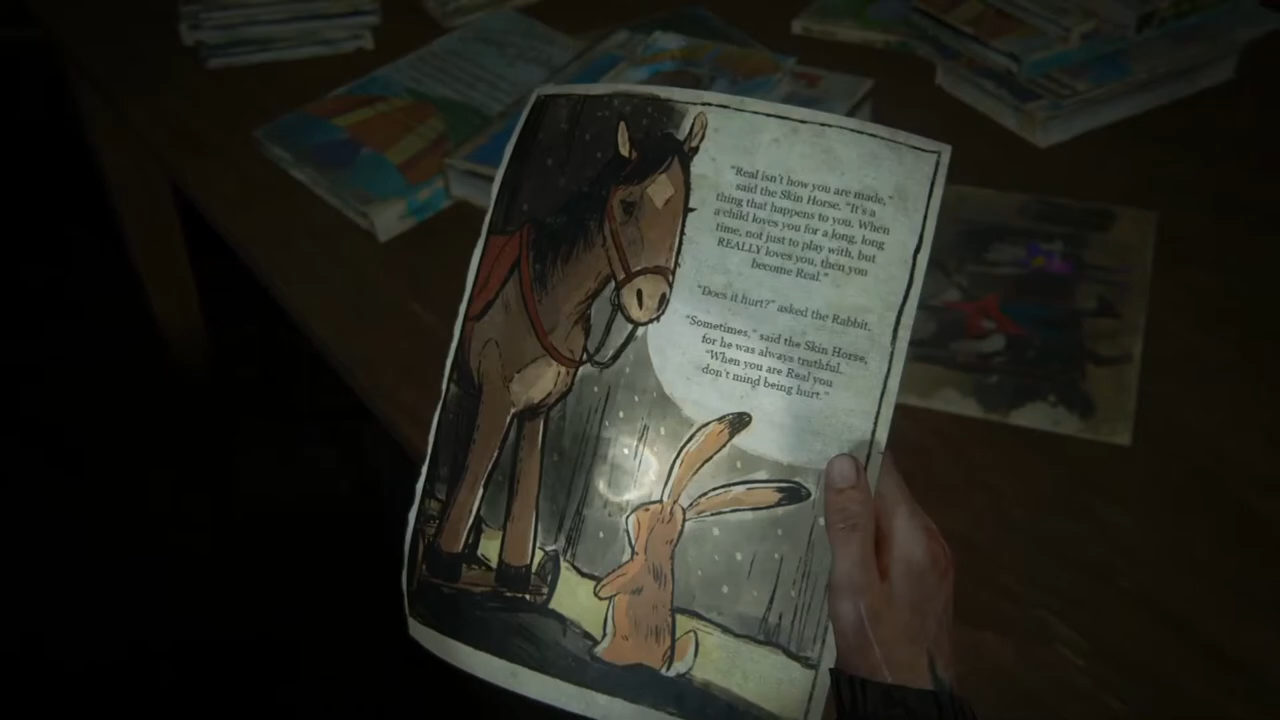 "Real isn't how you are made,"
said the Skin Horse. "It's a
thing that happens to you. When
a child loves you for a long, long
time, not just to play with, but
REALLY loves you, then you
become Real."
"Does it hurt?" asked the Rabbit.
"Sometimes," said the Skin Horse,
for he was always truthful.
"When you are Real you
don't mind being hurt."